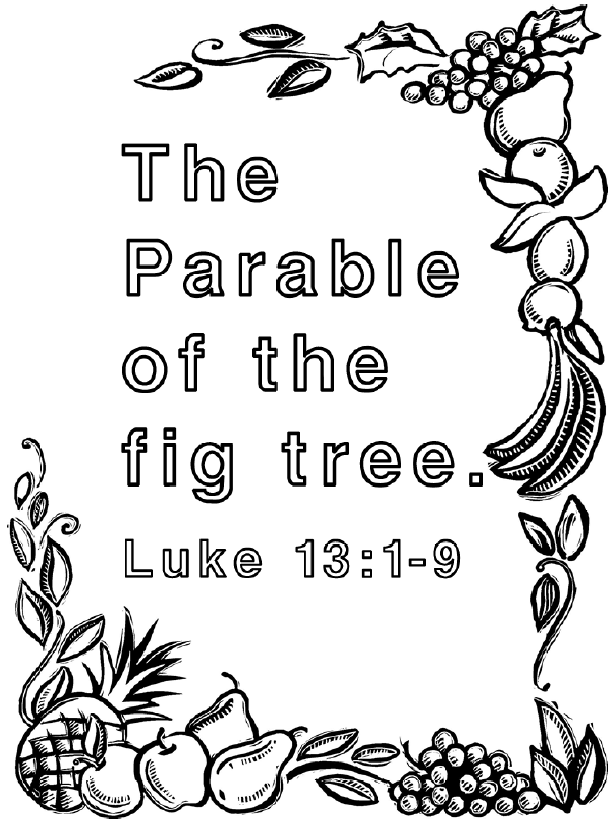 The
Parable
of the
fig tree.
Luke 13:1-9